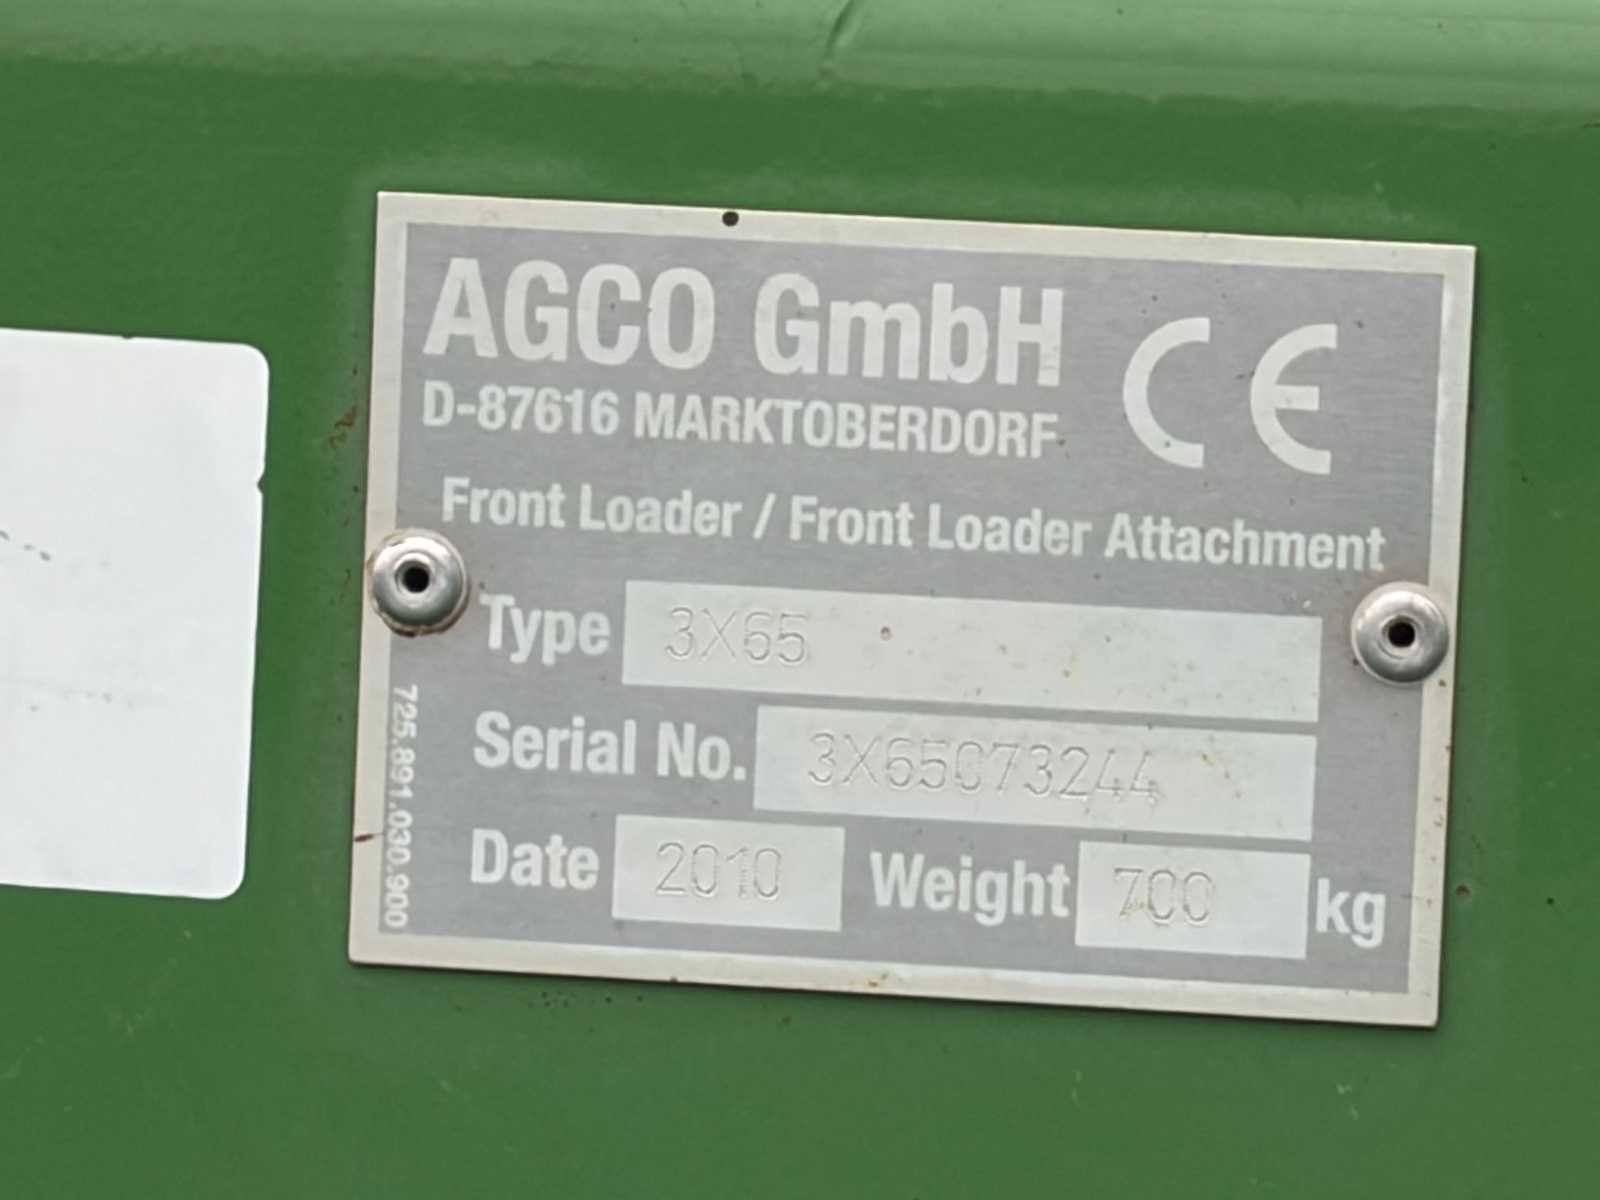 AGCO GmbH
CE
D-87616 MARKTOBERDORF
Front Loader / Front Loader Attachment
Type 3X65
Serial No. 3X65073244
Date 2010 Weight 700 kg
725.891.030.900